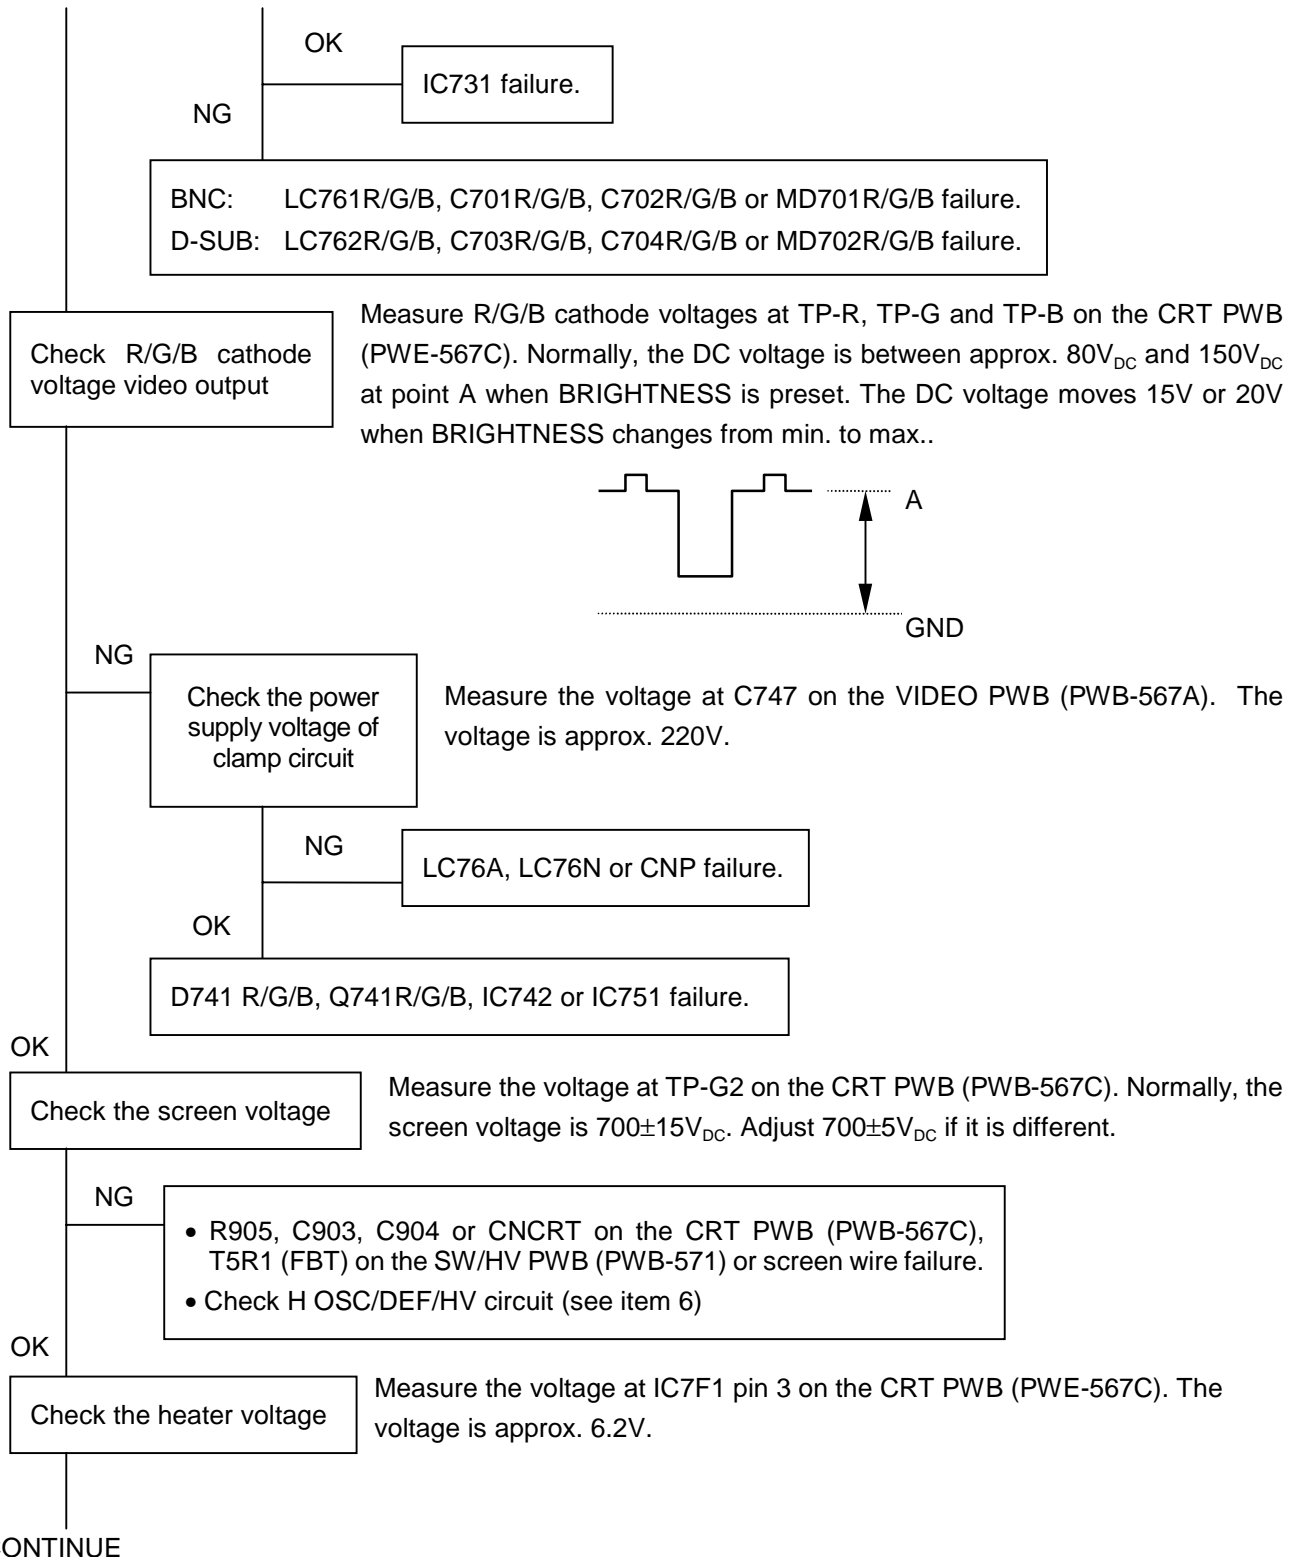 OK
IC731 failure.
NG
BNC: LC761R/G/B, C701R/G/B, C702R/G/B or MD701R/G/B failure.
D-SUB: LC762R/G/B, C703R/G/B, C704R/G/B or MD702R/G/B failure.
Check R/G/B cathode
voltage video output
Measure R/G/B cathode voltages at TP-R, TP-G and TP-B on the CRT PWB
(PWE-567C). Normally, the DC voltage is between approx. 80VDC and 150VDC
at point A when BRIGHTNESS is preset. The DC voltage moves 15V or 20V
when BRIGHTNESS changes from min. to max..
A
GND
NG
Check the power
supply voltage of
clamp circuit
Measure the voltage at C747 on the VIDEO PWB (PWB-567A). The
voltage is approx. 220V.
NG
LC76A, LC76N or CNP failure.
OK
D741 R/G/B, Q741R/G/B, IC742 or IC751 failure.
OK
Check the screen voltage
Measure the voltage at TP-G2 on the CRT PWB (PWB-567C). Normally, the
screen voltage is 700±15VDC. Adjust 700±5VDC if it is different.
NG
• R905, C903, C904 or CNCRT on the CRT PWB (PWB-567C),
T5R1 (FBT) on the SW/HV PWB (PWB-571) or screen wire failure.
• Check H OSC/DEF/HV circuit (see item 6)
OK
Check the heater voltage
Measure the voltage at IC7F1 pin 3 on the CRT PWB (PWE-567C). The
voltage is approx. 6.2V.
ONTINUE